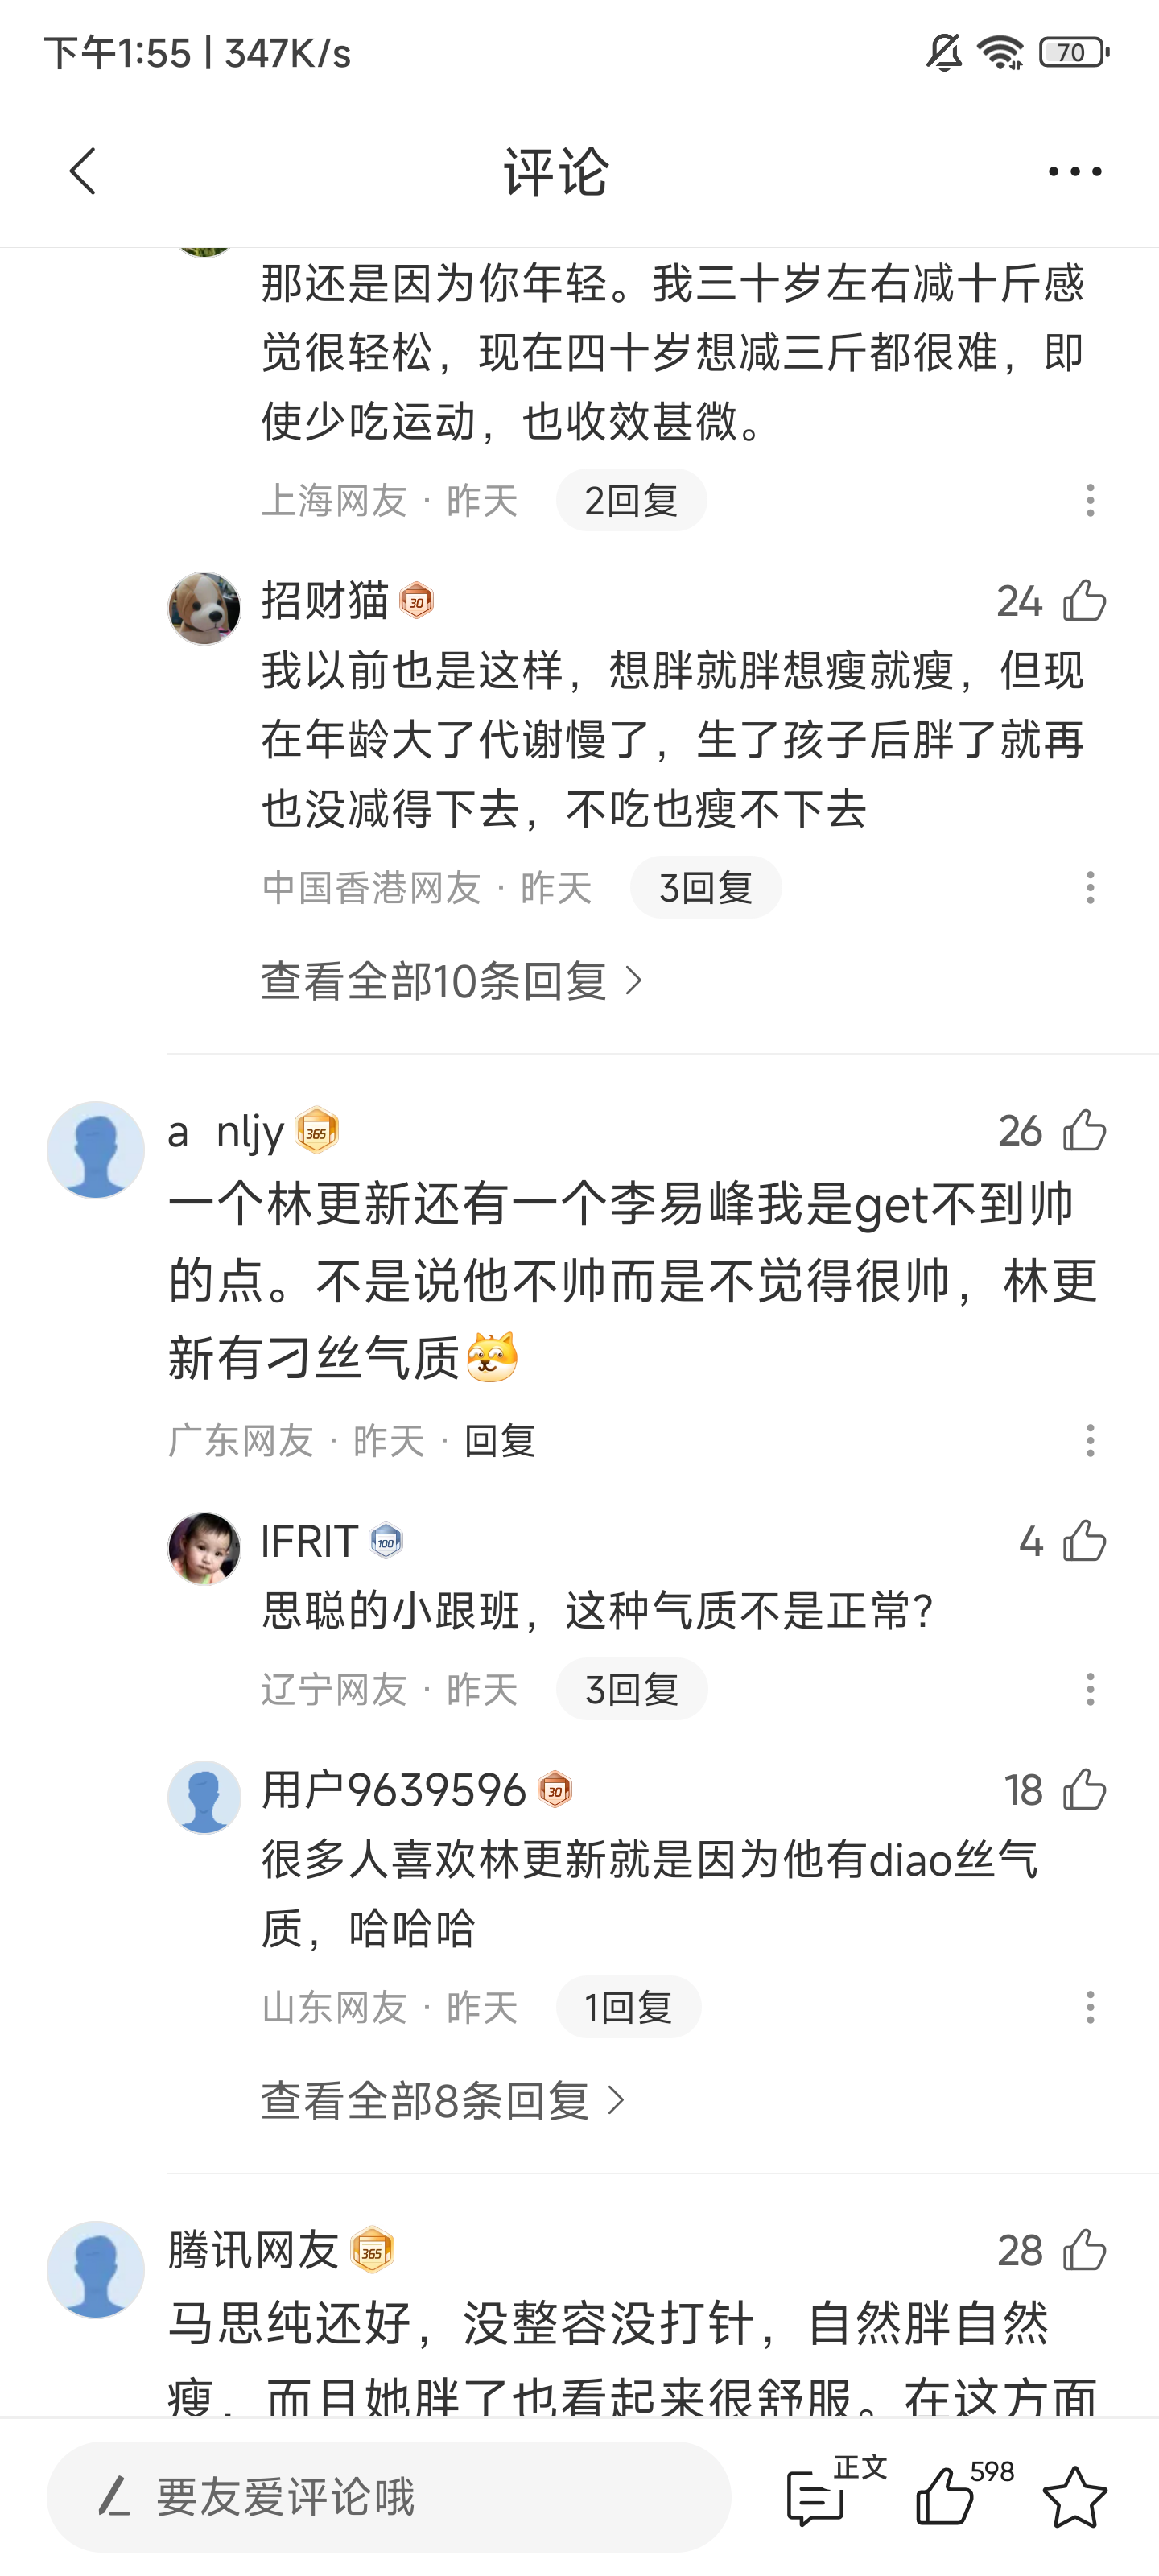 下午1:55 | 347K/s
70
评论
那还是因为你年轻。我三十岁左右减十斤感
觉很轻松，现在四十岁想减三斤都很难，即
使少吃运动，也收效甚微。
上海网友 · 昨天 2回复
招财猫 30 24
我以前也是这样，想胖就胖想瘦就瘦，但现
在年龄大了代谢慢了，生了孩子后胖了就再
也没减得下去，不吃也瘦不下去
中国香港网友 · 昨天 3回复
查看全部10条回复
a nljy 365 26
一个林更新还有一个李易峰我是get不到帅
的点。不是说他不帅而是不觉得很帅，林更
新有刁丝气质
广东网友 · 昨天 · 回复
IFRIT 100 4
思聪的小跟班，这种气质不是正常？
辽宁网友 · 昨天 3回复
用户9639596 30 18
很多人喜欢林更新就是因为他有diao丝气
质，哈哈哈
山东网友 · 昨天 1回复
查看全部8条回复
腾讯网友 365 28
马思纯还好，没整容没打针，自然胖自然
瘦，而且她胖了也看起来很舒服。在这方面
要友爱评论哦 正文 598